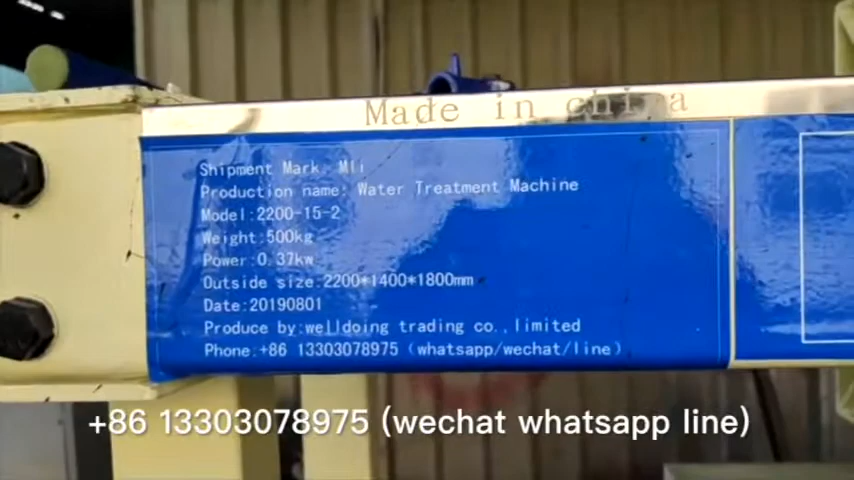 Made in china
Shipment Mark: Mli
Production name: Water Treatment Machine
Model:2200-15-2
Weight:500kg
Power:0.37kw
Outside size:2200*1400*1800mm
Date:20190801
Produce by:welldoing trading co.,limited
Phone:+86 13303078975 (whatsapp/wechat/line)
+86 13303078975 (wechat whatsapp line)